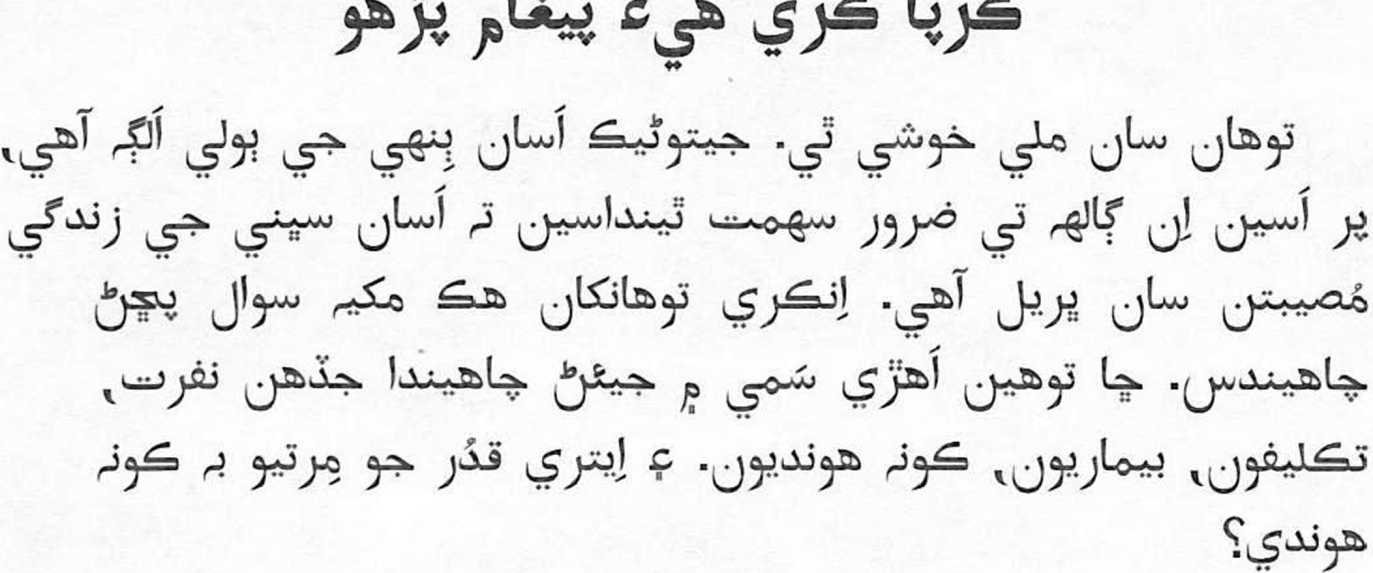 ڪرپا ڪري هيءُ پيغام پڙهو
توهان سان ملي خوشي ٿي. جيتوڻيڪ اَسان ٻِنهي جي ٻولي اَلڳ آهي،
پر اَسين اِن ڳالهہ تي ضرور سهمت ٿينداسين تہ اَسان سڀني جي زندگي
مُصيبتن سان ڀريل آهي. اِنڪري توهانکان هڪ مکيہ سوال پڇڻ
چاهيندس. ڇا توهين اَهڙي سَمي ۾ جيئڻ چاهيندا جڏهن نفرت،
تڪليفون، بيماريون، ڪونہ هونديون. ۽ اِيتري قدُر جو مِرتيو بہ ڪونہ
هوندي؟